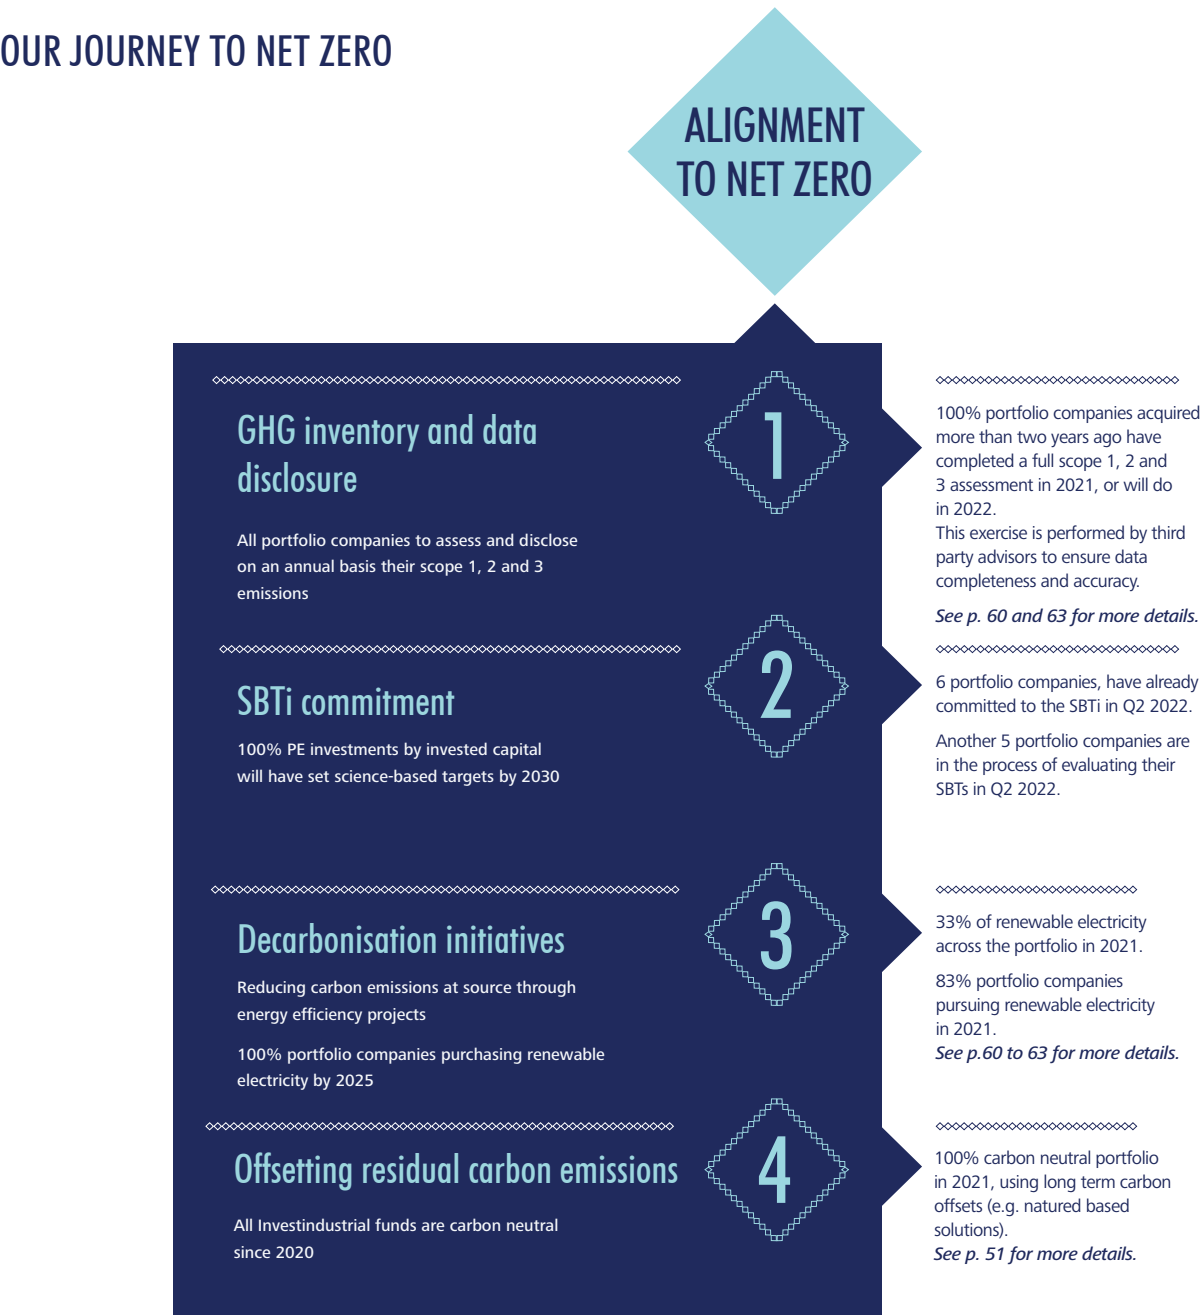 OUR JOURNEY TO NET ZERO
ALIGNMENT
TO NET ZERO
1
GHG inventory and data
disclosure
All portfolio companies to assess and disclose
on an annual basis their scope 1, 2 and 3
emissions
100% portfolio companies acquired
more than two years ago have
completed a full scope 1, 2 and
3 assessment in 2021, or will do
in 2022.
This exercise is performed by third
party advisors to ensure data
completeness and accuracy.
See p. 60 and 63 for more details.
2
SBTi commitment
100% PE investments by invested capital
will have set science-based targets by 2030
6 portfolio companies, have already
committed to the SBTi in Q2 2022.
Another 5 portfolio companies are
in the process of evaluating their
SBTs in Q2 2022.
3
Decarbonisation initiatives
Reducing carbon emissions at source through
energy efficiency projects
100% portfolio companies purchasing renewable
electricity by 2025
33% of renewable electricity
across the portfolio in 2021.
83% portfolio companies
pursuing renewable electricity
in 2021.
See p.60 to 63 for more details.
4
Offsetting residual carbon emissions
All Investindustrial funds are carbon neutral
since 2020
100% carbon neutral portfolio
in 2021, using long term carbon
offsets (e.g. natured based
solutions).
See p. 51 for more details.